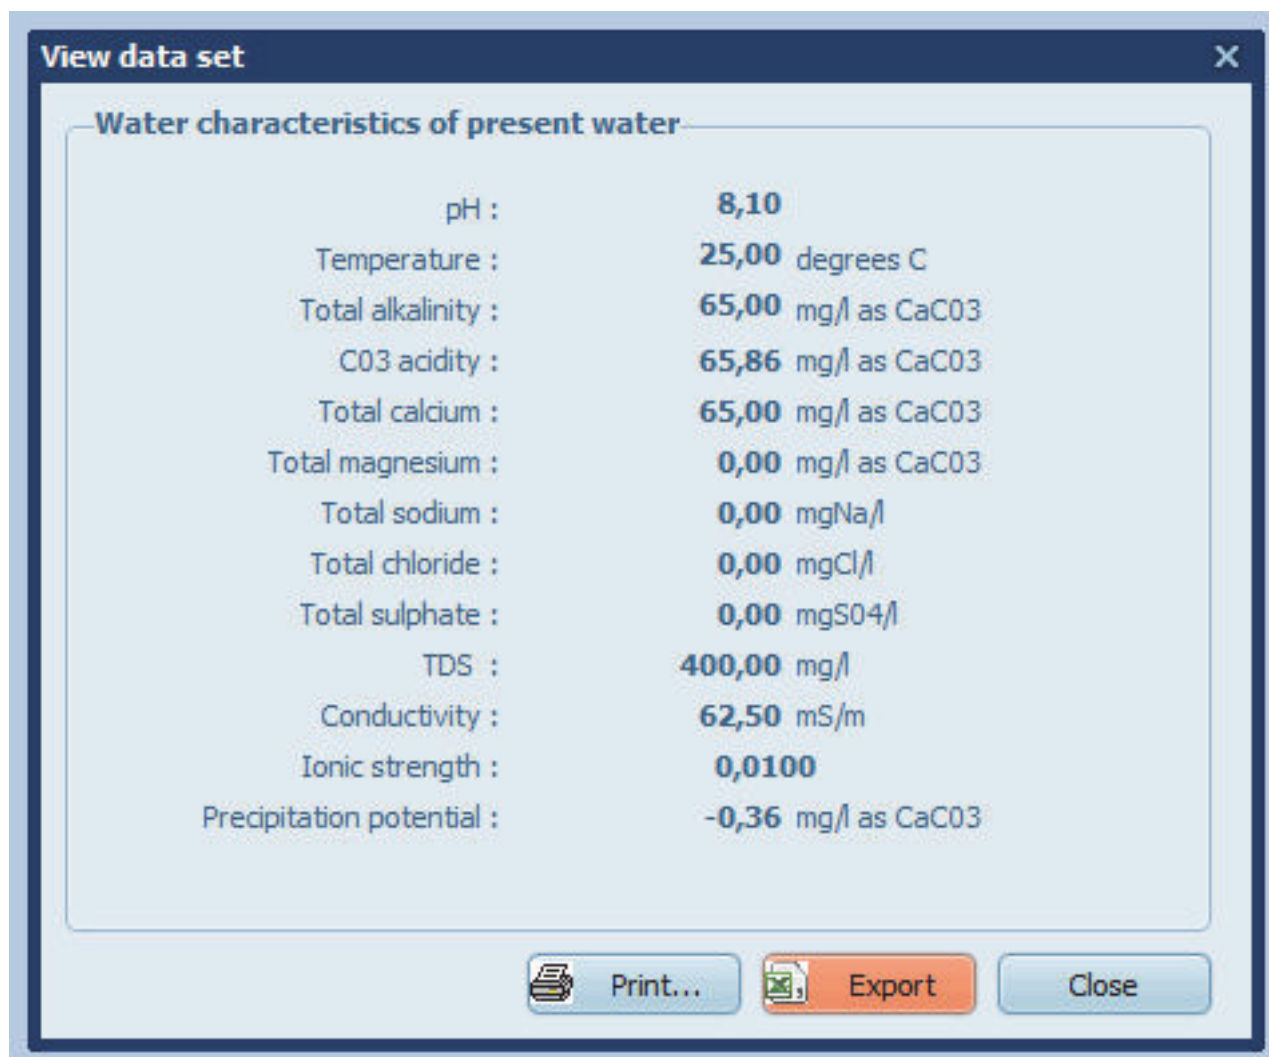 View data set
Water characteristics of present water
pH : 8,10
Temperature : 25,00 degrees C
Total alkalinity : 65,00 mg/l as CaC03
C03 acidity : 65,86 mg/l as CaC03
Total calcium : 65,00 mg/l as CaC03
Total magnesium : 0,00 mg/l as CaC03
Total sodium : 0,00 mgNa/l
Total chloride : 0,00 mgCl/l
Total sulphate : 0,00 mgS04/l
TDS : 400,00 mg/l
Conductivity : 62,50 mS/m
Ionic strength : 0,0100
Precipitation potential : -0,36 mg/l as CaC03
Print... Export Close